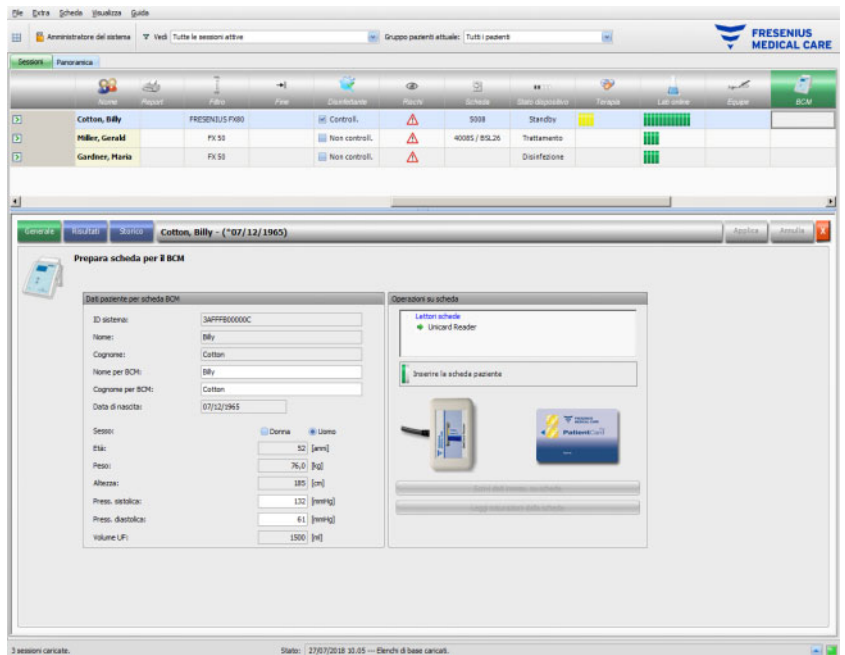 File Extra Scheda Visualizza Guida
Amministratore del sistema Vedi Tutte le sessioni attive Gruppo pazienti attuale: Tutti i pazienti
FRESENIUS
MEDICAL CARE
Sessioni Panoramica
Nome Report Filtro Fine Disinfettante Rischi Scheda Stato dispositivo Terapia Lab online Equipe BCM
Cotton, Billy FRESENIUS FX80 Controll. 5008 Standby
Miller, Gerald FX 50 Non controll. 4008S / BSL26 Trattamento
Gardner, Maria FX 50 Non controll. Disinfezione
Generale Risultati Storico Cotton, Billy - (*07/12/1965) Applica Annulla X
Prepara scheda per il BCM
Dati paziente per scheda BCM
ID sistema: 3AFFFB00000C
Nome: Billy
Cognome: Cotton
Nome per BCM: Billy
Cognome per BCM: Cotton
Data di nascita: 07/12/1965
Sesso: Donna Uomo
Età: 52 [anni]
Peso: 76,0 [kg]
Altezza: 185 [cm]
Press. sistolica: 132 [mmHg]
Press. diastolica: 61 [mmHg]
Volume UF: 1500 [ml]
Operazioni su scheda
Lettori schede
Unicard Reader
Inserire la scheda paziente
FRESENIUS
MEDICAL CARE
PatientCard
3 sessioni caricate. Stato: 27/07/2018 10.05 --- Elenchi di base caricati.